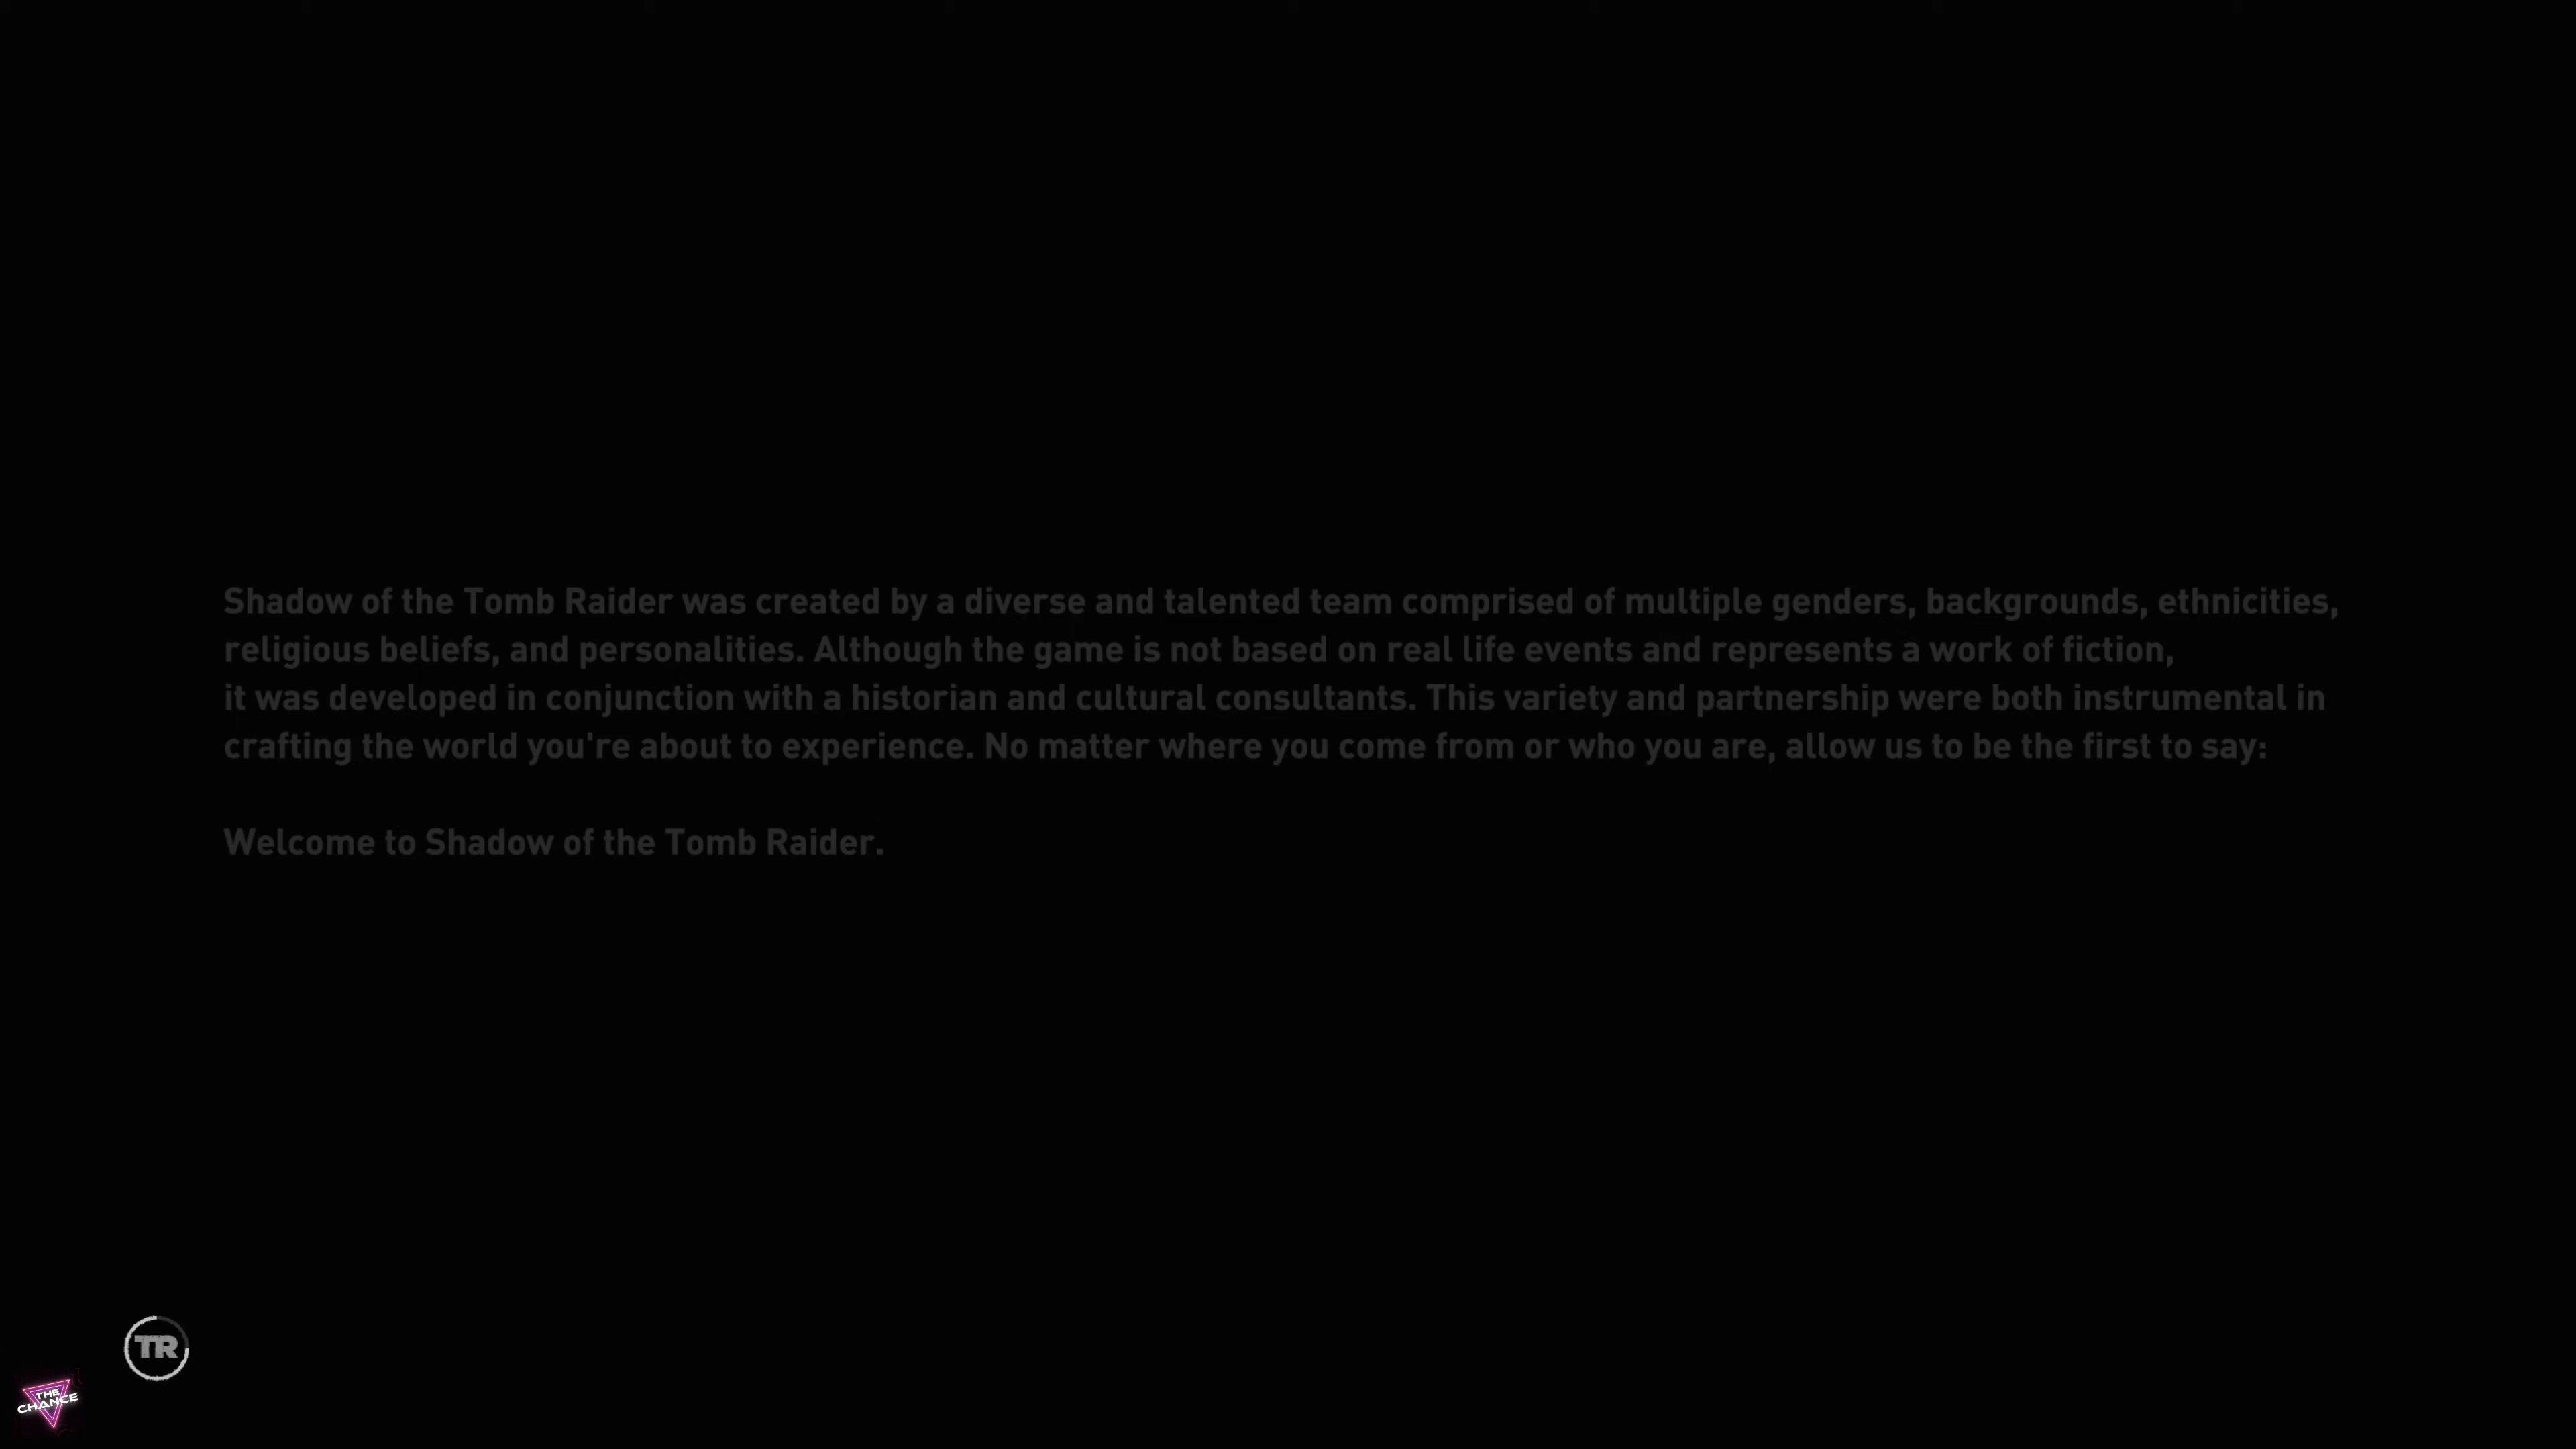 Shadow of the Tomb Raider was created by a diverse and talented team comprised of multiple genders, backgrounds, ethnicities,
religious beliefs, and personalities. Although the game is not based on real life events and represents a work of fiction,
it was developed in conjunction with a historian and cultural consultants. This variety and partnership were both instrumental in
crafting the world you're about to experience. No matter where you come from or who you are, allow us to be the first to say:
Welcome to Shadow of the Tomb Raider.
TR
THE
CHANCE